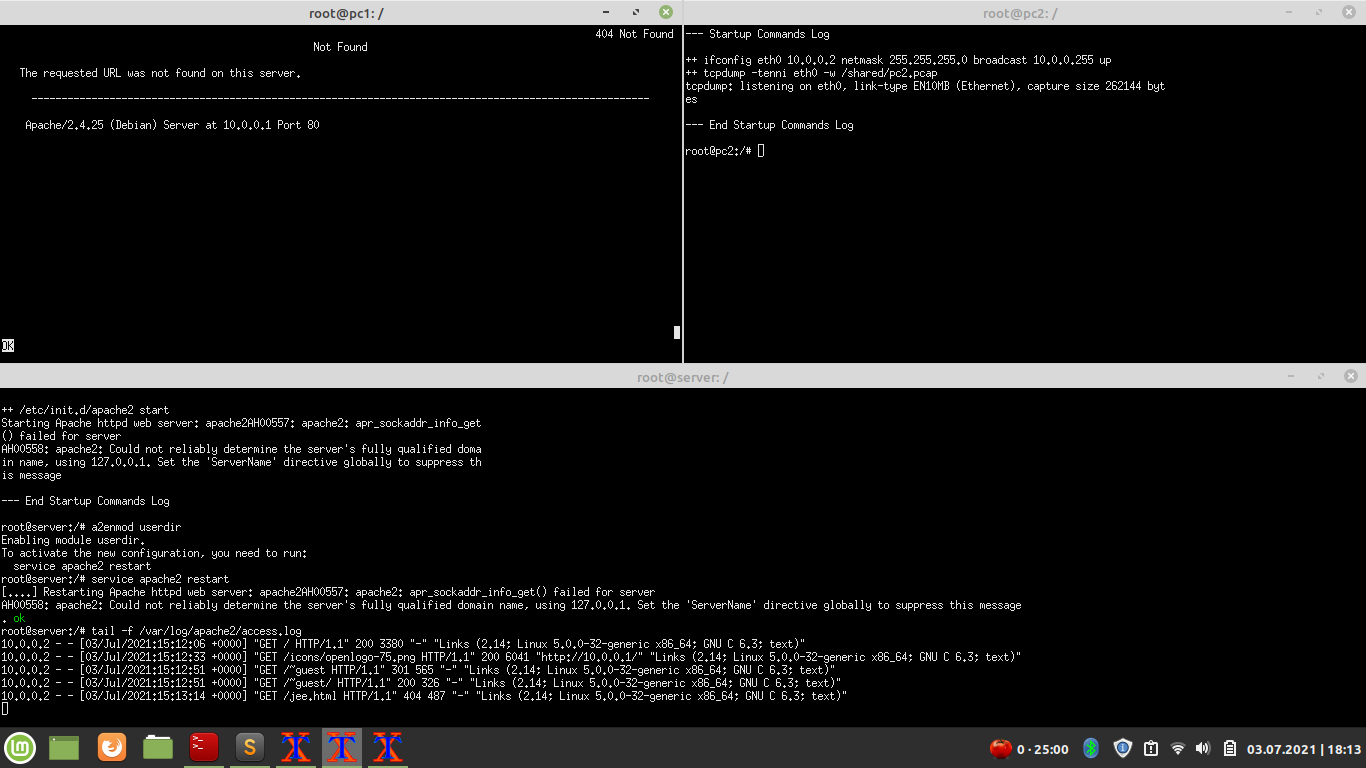 root@pc1: /
404 Not Found
Not Found
The requested URL was not found on this server.
Apache/2.4.25 (Debian) Server at 10.0.0.1 Port 80
OK
root@pc2: /
--- Startup Commands Log
++ ifconfig eth0 10.0.0.2 netmask 255.255.255.0 broadcast 10.0.0.255 up
++ tcpdump -tenni eth0 -w /shared/pc2.pcap
tcpdump: listening on eth0, link-type EN10MB (Ethernet), capture size 262144 byt
es
--- End Startup Commands Log
root@pc2:/#
root@server: /
++ /etc/init.d/apache2 start
Starting Apache httpd web server: apache2AH00557: apache2: apr_sockaddr_info_get
() failed for server
AH00558: apache2: Could not reliably determine the server's fully qualified doma
in name, using 127.0.0.1. Set the 'ServerName' directive globally to suppress th
is message
--- End Startup Commands Log
root@server:/# a2enmod userdir
Enabling module userdir.
To activate the new configuration, you need to run:
  service apache2 restart
root@server:/# service apache2 restart
[....] Restarting Apache httpd web server: apache2AH00557: apache2: apr_sockaddr_info_get() failed for server
AH00558: apache2: Could not reliably determine the server's fully qualified domain name, using 127.0.0.1. Set the 'ServerName' directive globally to suppress this message
. ok
root@server:/# tail -f /var/log/apache2/access.log
10.0.0.2 - - [03/Jul/2021:15:12:06 +0000] "GET / HTTP/1.1" 200 3380 "-" "Links (2.14; Linux 5.0.0-32-generic x86_64; GNU C 6.3; text)"
10.0.0.2 - - [03/Jul/2021:15:12:33 +0000] "GET /icons/openlogo-75.png HTTP/1.1" 200 6041 "http://10.0.0.1/" "Links (2.14; Linux 5.0.0-32-generic x86_64; GNU C 6.3; text)"
10.0.0.2 - - [03/Jul/2021:15:12:51 +0000] "GET /~guest HTTP/1.1" 301 565 "-" "Links (2.14; Linux 5.0.0-32-generic x86_64; GNU C 6.3; text)"
10.0.0.2 - - [03/Jul/2021:15:12:51 +0000] "GET /~guest/ HTTP/1.1" 200 326 "-" "Links (2.14; Linux 5.0.0-32-generic x86_64; GNU C 6.3; text)"
10.0.0.2 - - [03/Jul/2021:15:13:14 +0000] "GET /jee.html HTTP/1.1" 404 487 "-" "Links (2.14; Linux 5.0.0-32-generic x86_64; GNU C 6.3; text)"
0 · 25:00
03.07.2021 | 18:13